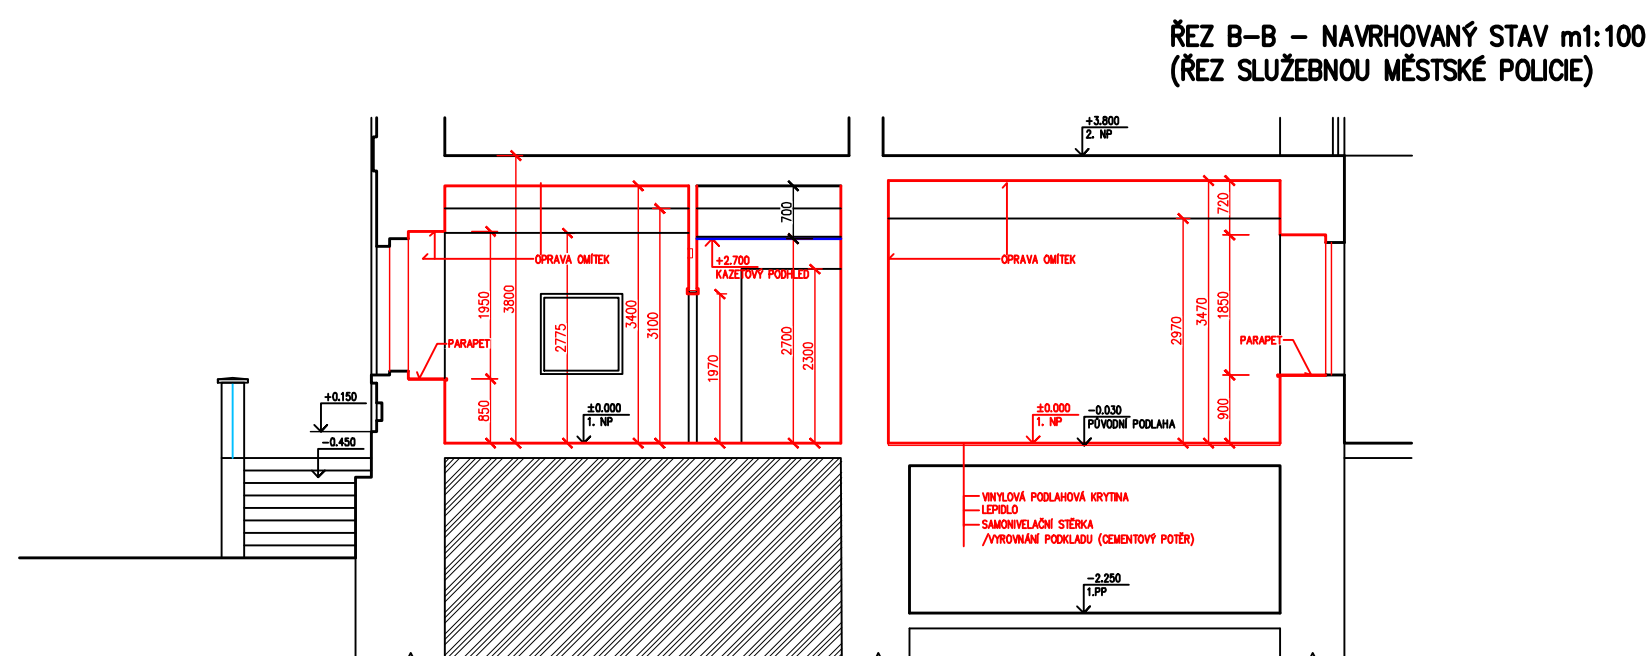 ŘEZ B-B - NAVRHOVANÝ STAV m1:100
(ŘEZ SLUŽEBNOU MĚSTSKÉ POLICIE)
+3.800
2. NP
700
720
OPRAVA OMÍTEK
+2.700
KAZETOVÝ PODHLED
OPRAVA OMÍTEK
1950
3800
3400
3100
2775
1970
2700
2300
2970
3470
1850
PARAPET
PARAPET
+0.150
-0.450
850
±0.000
1. NP
±0.000
1. NP
-0.030
PŮVODNÍ PODLAHA
900
VINYLOVÁ PODLAHOVÁ KRYTINA
LEPIDLO
SAMONIVELAČNÍ STĚRKA
/VYROVNÁNÍ PODKLADU (CEMENTOVÝ POTĚR)
-2.250
1.PP